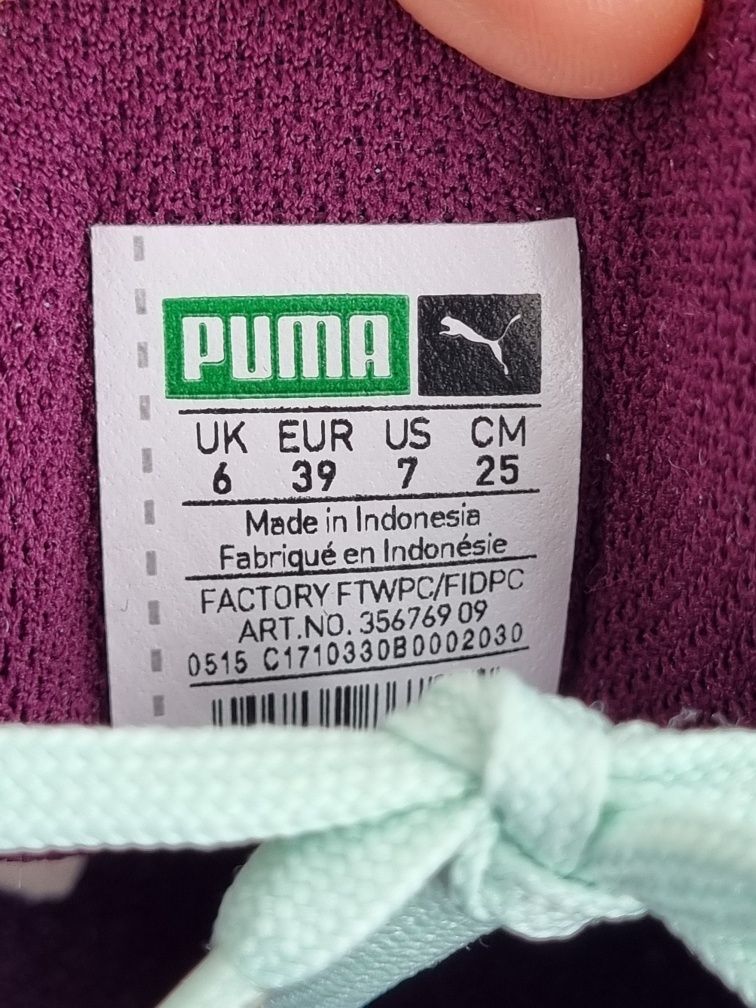 PUMA
UK EUR US CM
6 39 7 25
Made in Indonesia
Fabriqué en Indonésie
FACTORY FTWPC/FIDPC
ART.NO. 356769 09
0515 C1710330B0002030